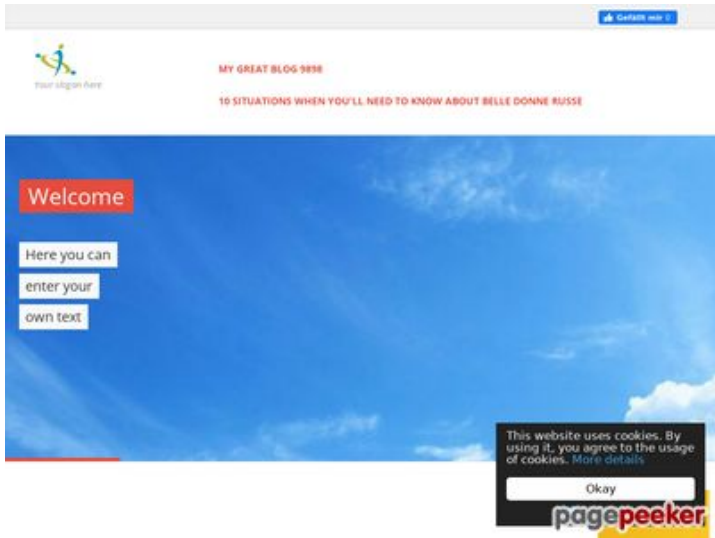 Gefällt mir 0
Your slogan here
MY GREAT BLOG 9898
10 SITUATIONS WHEN YOU'LL NEED TO KNOW ABOUT BELLE DONNE RUSSE
Welcome
Here you can
enter your
own text
This website uses cookies. By
using it, you agree to the usage
of cookies. More details
Okay
pagepeeker